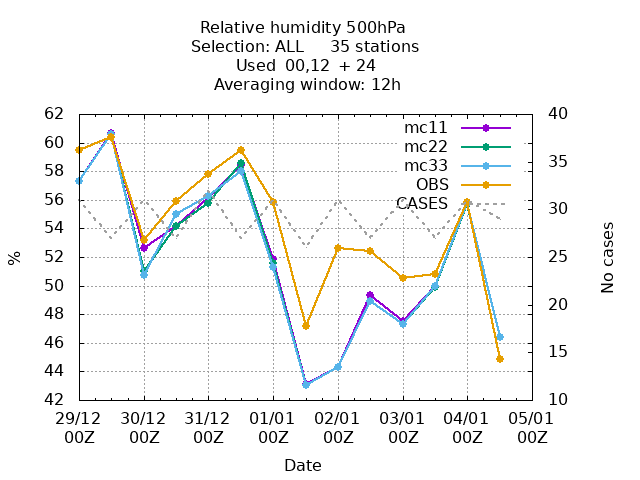 Relative humidity 500hPa
Selection: ALL 35 stations
Used 00,12 + 24
Averaging window: 12h
62
60
58
56
54
52
50
48
46
44
42
%
40
35
30
25
20
15
10
No cases
mc11
mc22
mc33
OBS
CASES
29/12 30/12 31/12 01/01 02/01 03/01 04/01 05/01
00Z 00Z 00Z 00Z 00Z 00Z 00Z 00Z
Date